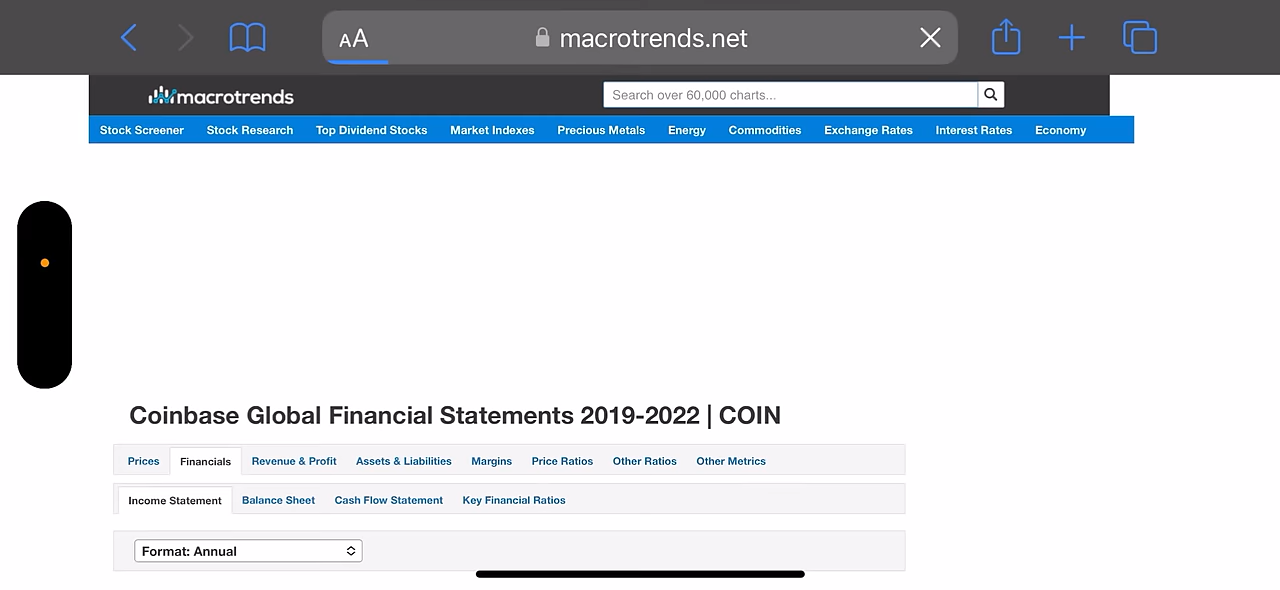 AA macrotrends.net
macrotrends Search over 60,000 charts...
Stock Screener Stock Research Top Dividend Stocks Market Indexes Precious Metals Energy Commodities Exchange Rates Interest Rates Economy
Coinbase Global Financial Statements 2019-2022 | COIN
Prices Financials Revenue & Profit Assets & Liabilities Margins Price Ratios Other Ratios Other Metrics
Income Statement Balance Sheet Cash Flow Statement Key Financial Ratios
Format: Annual